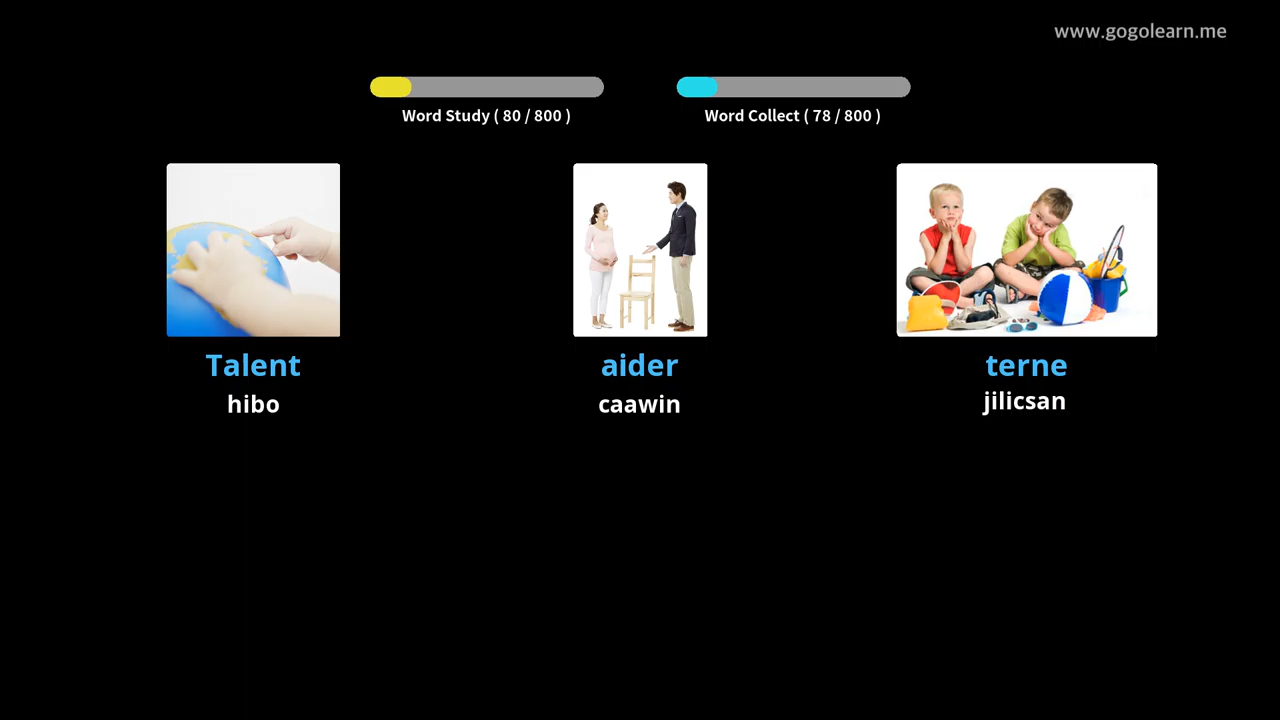 www.gogolearn.me
Word Study ( 80 / 800 )
Word Collect ( 78 / 800 )
Talent
hibo
aider
caawin
terne
jilicsan